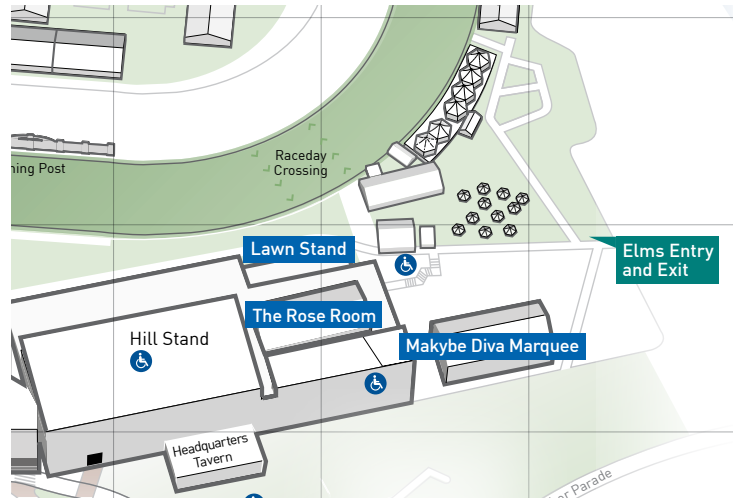 Raceday
Crossing
ning Post
Lawn Stand
Elms Entry
and Exit
The Rose Room
Hill Stand
Makybe Diva Marquee
Headquarters
Tavern
Parade